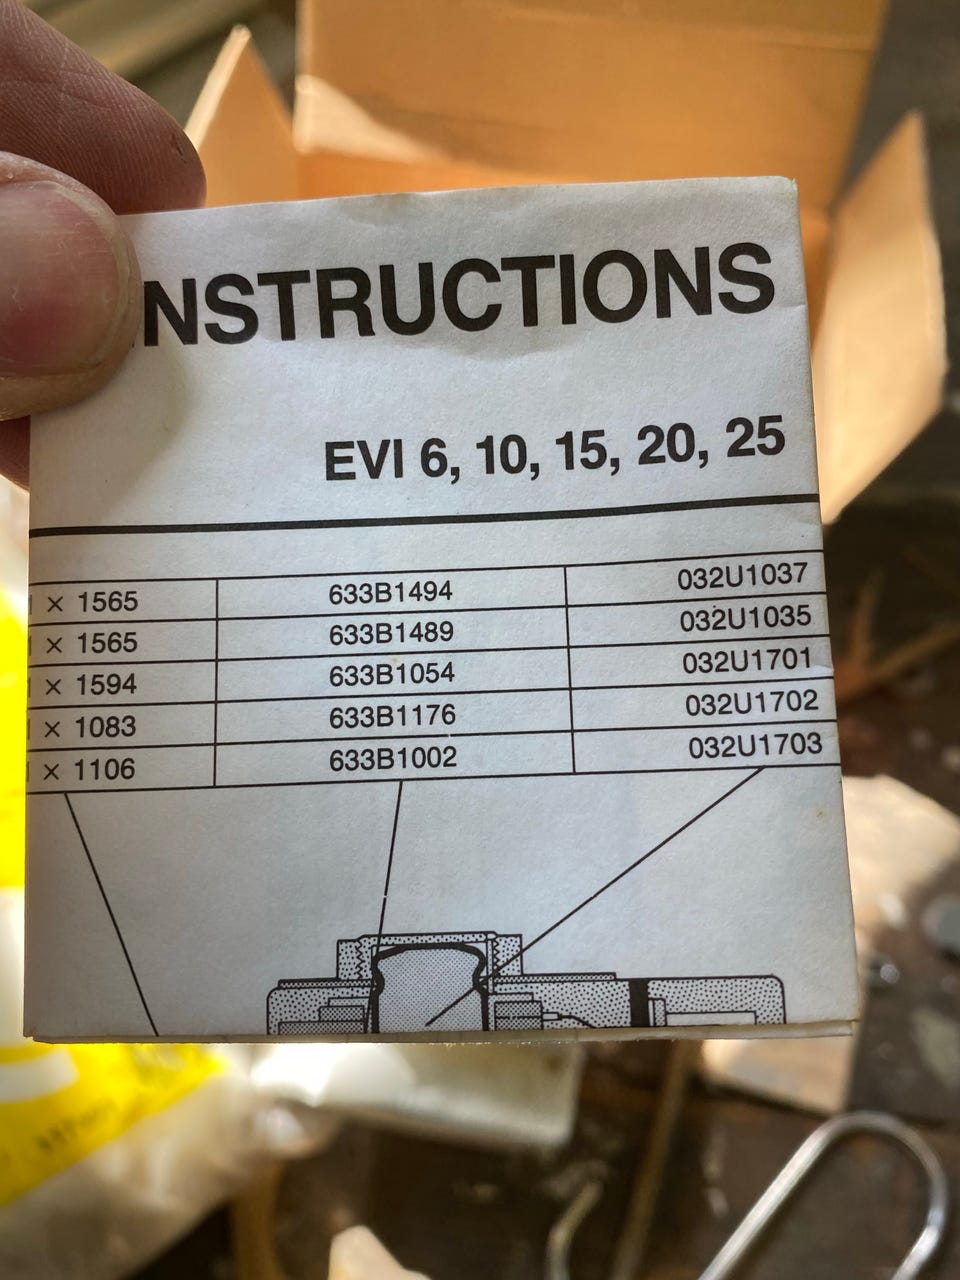 NSTRUCTIONS
EVI 6, 10, 15, 20, 25
× 1565 633B1494 032U1037
× 1565 633B1489 032U1035
× 1594 633B1054 032U1701
× 1083 633B1176 032U1702
× 1106 633B1002 032U1703